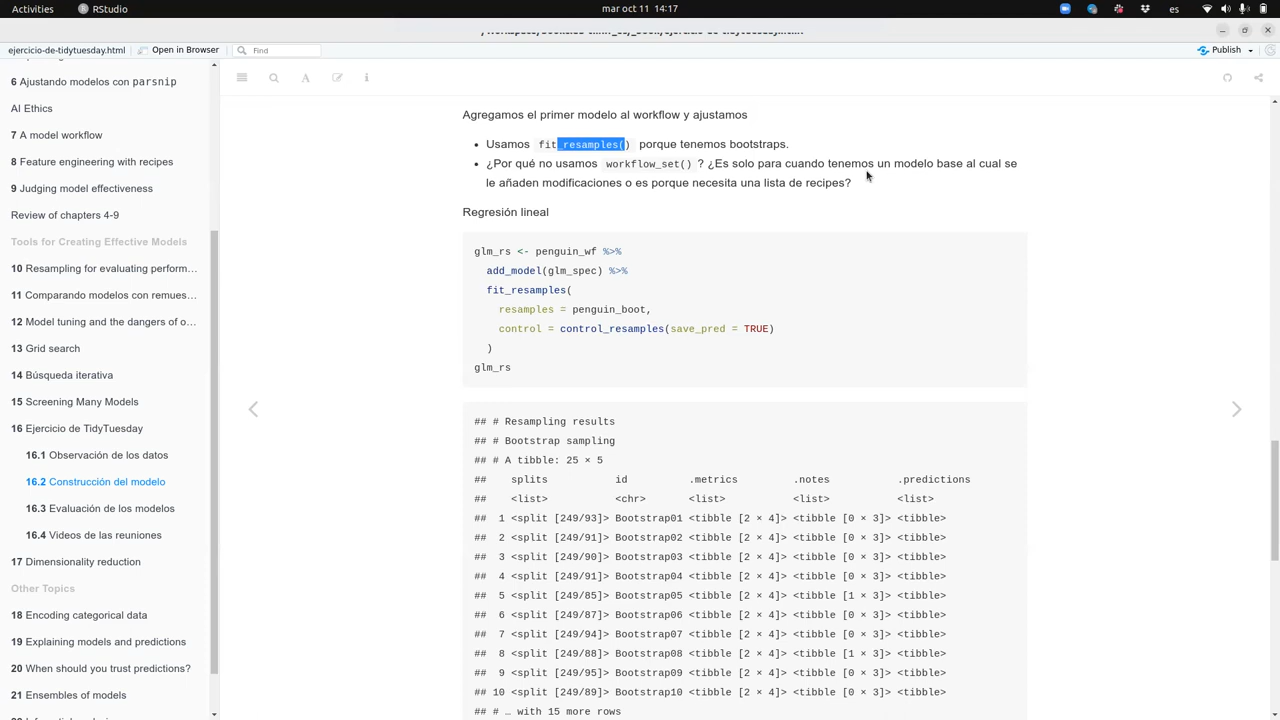 Activities
RStudio
mar oct 11 14:17
es
ejercicio-de-tidytuesday.html
Open in Browser
Find
Publish
6 Ajustando modelos con parsnip
AI Ethics
7 A model workflow
8 Feature engineering with recipes
9 Judging model effectiveness
Review of chapters 4-9
Tools for Creating Effective Models
10 Resampling for evaluating perform…
11 Comparando modelos con remues…
12 Model tuning and the dangers of o…
13 Grid search
14 Búsqueda iterativa
15 Screening Many Models
16 Ejercicio de TidyTuesday
16.1 Observación de los datos
16.2 Construcción del modelo
16.3 Evaluación de los modelos
16.4 Videos de las reuniones
17 Dimensionality reduction
Other Topics
18 Encoding categorical data
19 Explaining models and predictions
20 When should you trust predictions?
21 Ensembles of models
Agregamos el primer modelo al workflow y ajustamos
• Usamos fit_resamples() porque tenemos bootstraps.
• ¿Por qué no usamos workflow_set() ? ¿Es solo para cuando tenemos un modelo base al cual se
le añaden modificaciones o es porque necesita una lista de recipes?
Regresión lineal
glm_rs <- penguin_wf %>%
add_model(glm_spec) %>%
fit_resamples(
resamples = penguin_boot,
control = control_resamples(save_pred = TRUE)
)
glm_rs
## # Resampling results
## # Bootstrap sampling
## # A tibble: 25 × 5
## splits id .metrics .notes .predictions
## <list> <chr> <list> <list> <list>
## 1 <split [249/93]> Bootstrap01 <tibble [2 × 4]> <tibble [0 × 3]> <tibble>
## 2 <split [249/91]> Bootstrap02 <tibble [2 × 4]> <tibble [0 × 3]> <tibble>
## 3 <split [249/90]> Bootstrap03 <tibble [2 × 4]> <tibble [0 × 3]> <tibble>
## 4 <split [249/91]> Bootstrap04 <tibble [2 × 4]> <tibble [0 × 3]> <tibble>
## 5 <split [249/85]> Bootstrap05 <tibble [2 × 4]> <tibble [1 × 3]> <tibble>
## 6 <split [249/87]> Bootstrap06 <tibble [2 × 4]> <tibble [0 × 3]> <tibble>
## 7 <split [249/94]> Bootstrap07 <tibble [2 × 4]> <tibble [0 × 3]> <tibble>
## 8 <split [249/88]> Bootstrap08 <tibble [2 × 4]> <tibble [1 × 3]> <tibble>
## 9 <split [249/95]> Bootstrap09 <tibble [2 × 4]> <tibble [0 × 3]> <tibble>
## 10 <split [249/89]> Bootstrap10 <tibble [2 × 4]> <tibble [0 × 3]> <tibble>
## # … with 15 more rows